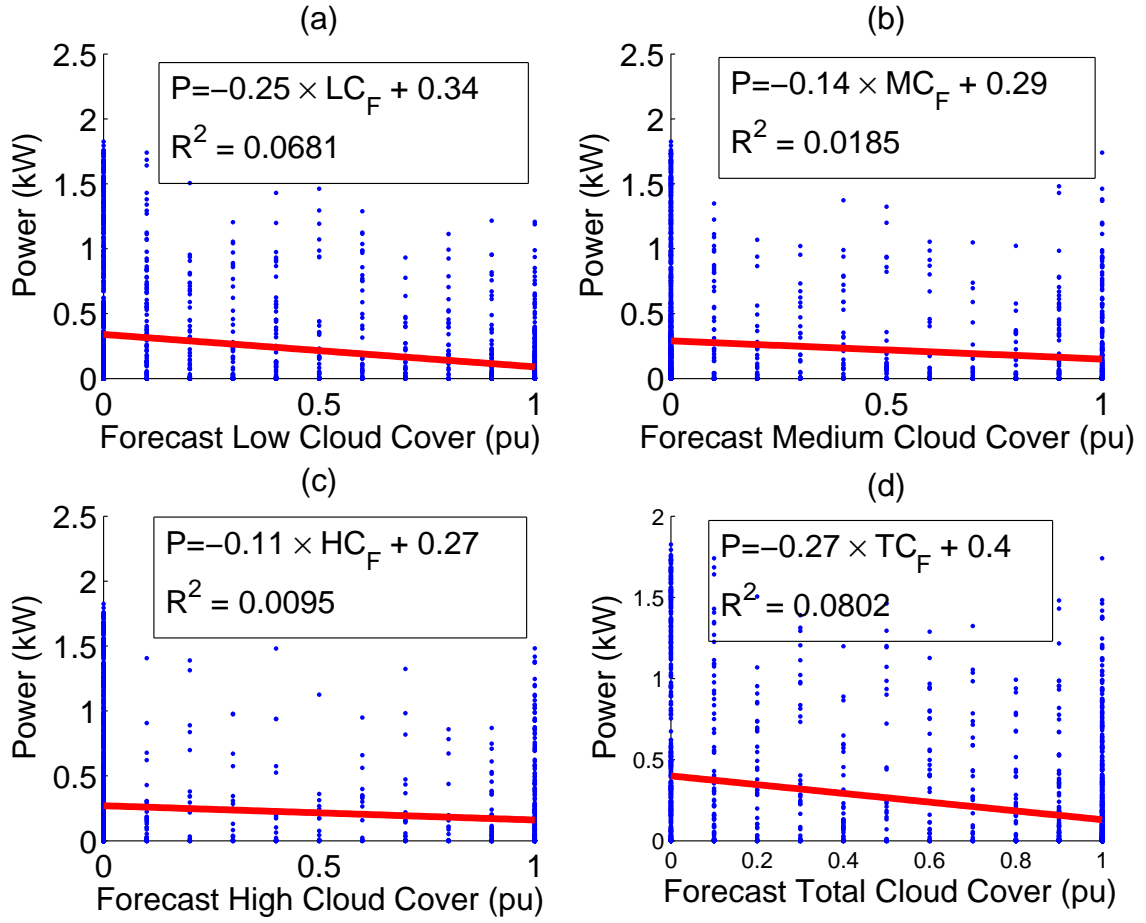 (a)
2.5
2
1.5
1
0.5
0
P=−0.25 × LC_F + 0.34
R^2 = 0.0681
Power (kW)
0 0.5 1
Forecast Low Cloud Cover (pu)
(b)
2.5
2
1.5
1
0.5
0
P=−0.14 × MC_F + 0.29
R^2 = 0.0185
Power (kW)
0 0.5 1
Forecast Medium Cloud Cover (pu)
(c)
2.5
2
1.5
1
0.5
0
P=−0.11 × HC_F + 0.27
R^2 = 0.0095
Power (kW)
0 0.5 1
Forecast High Cloud Cover (pu)
(d)
2
1.5
1
0.5
0
P=−0.27 × TC_F + 0.4
R^2 = 0.0802
Power (kW)
0 0.2 0.4 0.6 0.8 1
Forecast Total Cloud Cover (pu)